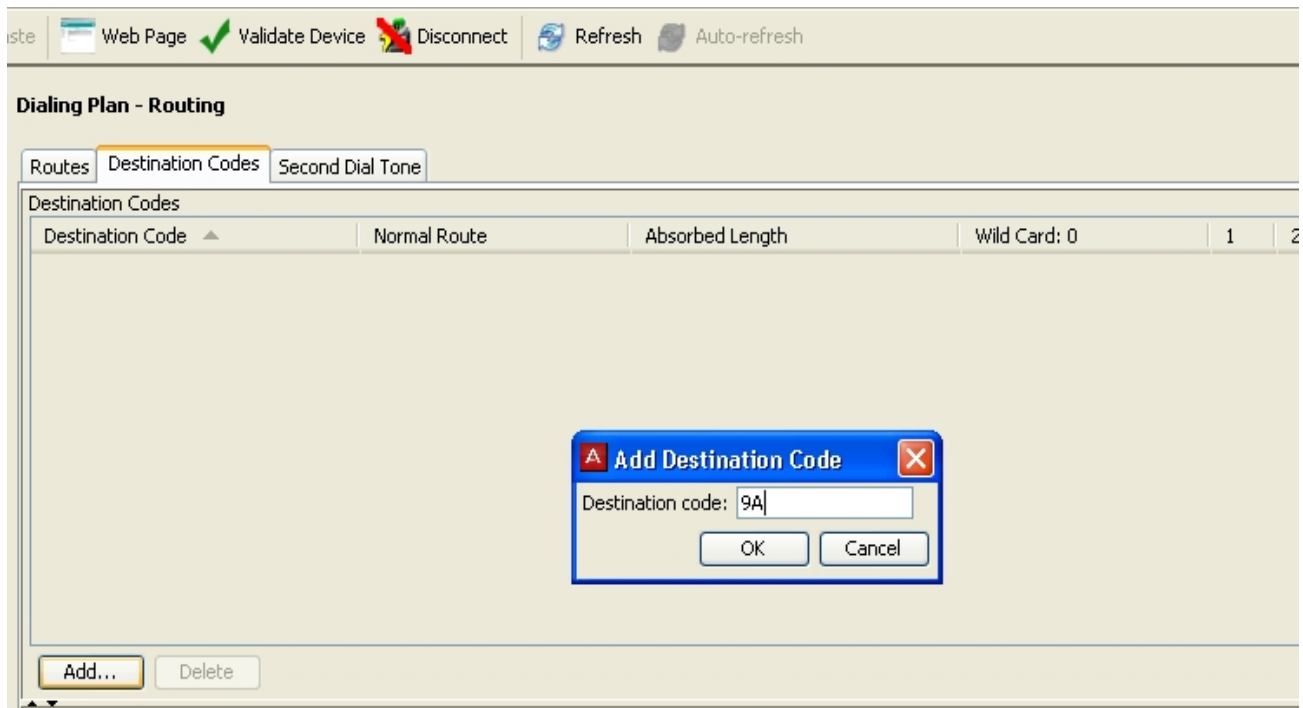 ste Web Page Validate Device Disconnect Refresh Auto-refresh
Dialing Plan - Routing
Routes Destination Codes Second Dial Tone
Destination Codes
Destination Code Normal Route Absorbed Length Wild Card: 0 1 2
A Add Destination Code
Destination code: 9A
OK Cancel
Add... Delete